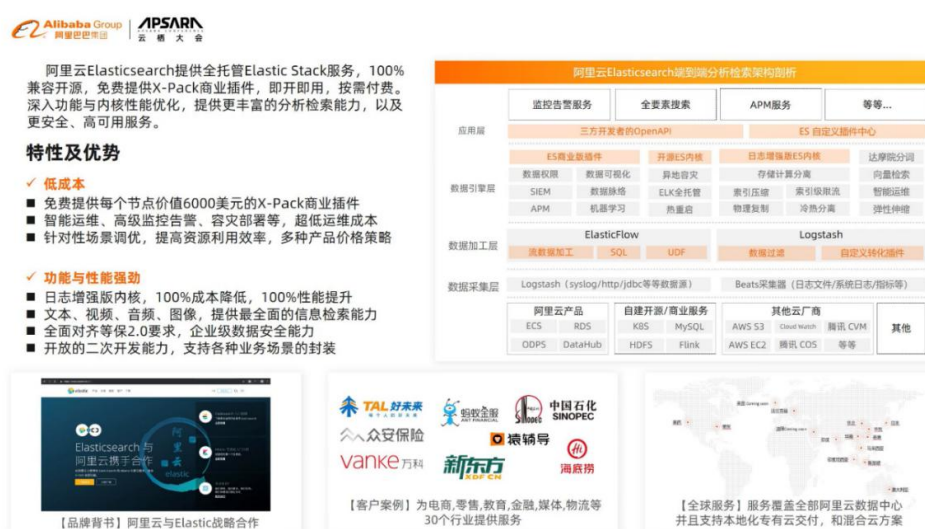 Alibaba Group
阿里巴巴集团
APSARA
云栖大会
阿里云Elasticsearch提供全托管Elastic Stack服务，100%
兼容开源，免费提供X-Pack商业插件，即开即用，按需付费。
深入功能与内核性能优化，提供更丰富的分析检索能力，以及
更安全、高可用服务。
特性及优势
低成本
免费提供每个节点价值6000美元的X-Pack商业插件
智能运维、高级监控告警、容灾部署等，超低运维成本
针对性场景调优，提高资源利用效率，多种产品价格策略
功能与性能强劲
日志增强版内核，100%成本降低，100%性能提升
文本、视频、音频、图像，提供最全面的信息检索能力
全面对齐等保2.0要求，企业级数据安全能力
开放的二次开发能力，支持各种业务场景的封装
阿里云Elasticsearch端到端分析检索架构剖析
应用层
监控告警服务 全要素搜索 APM服务 等等...
三方开发者的OpenAPI ES 自定义插件中心
数据引擎层
ES商业版插件 开源ES内核 日志增强版ES内核 达摩院分词
数据权限 数据可视化 异地容灾 存储计算分离 向量检索
SIEM 数据脉络 ELK全托管 索引压缩 索引级限流 智能运维
APM 机器学习 热重启 物理复制 冷热分离 弹性伸缩
数据加工层
ElasticFlow Logstash
流数据加工 SQL UDF 数据过滤 自定义转化插件
数据采集层
Logstash（syslog/http/jdbc等等数据源） Beats采集器（日志文件/系统日志/指标等）
阿里云产品 自建开源/商业服务 其他云厂商 其他
ECS RDS K8S MySQL AWS S3 Cloud Watch 腾讯 CVM
ODPS DataHub HDFS Flink AWS EC2 腾讯 COS 等等
Elasticsearch 与
阿里云携手合作
阿里云
elastic
【品牌背书】阿里云与Elastic战略合作
TAL好未来
蚂蚁金服
ANT FINANCIAL
SINOPEC
中国石化
SINOPEC
众安保险
猿辅导
vanke万科
新东方
XDF.CN
海底捞
【客户案例】为电商,零售,教育,金融,媒体,物流等
30个行业提供服务
【全球服务】服务覆盖全部阿里云数据中心
并且支持本地化专有云交付，和混合云方案